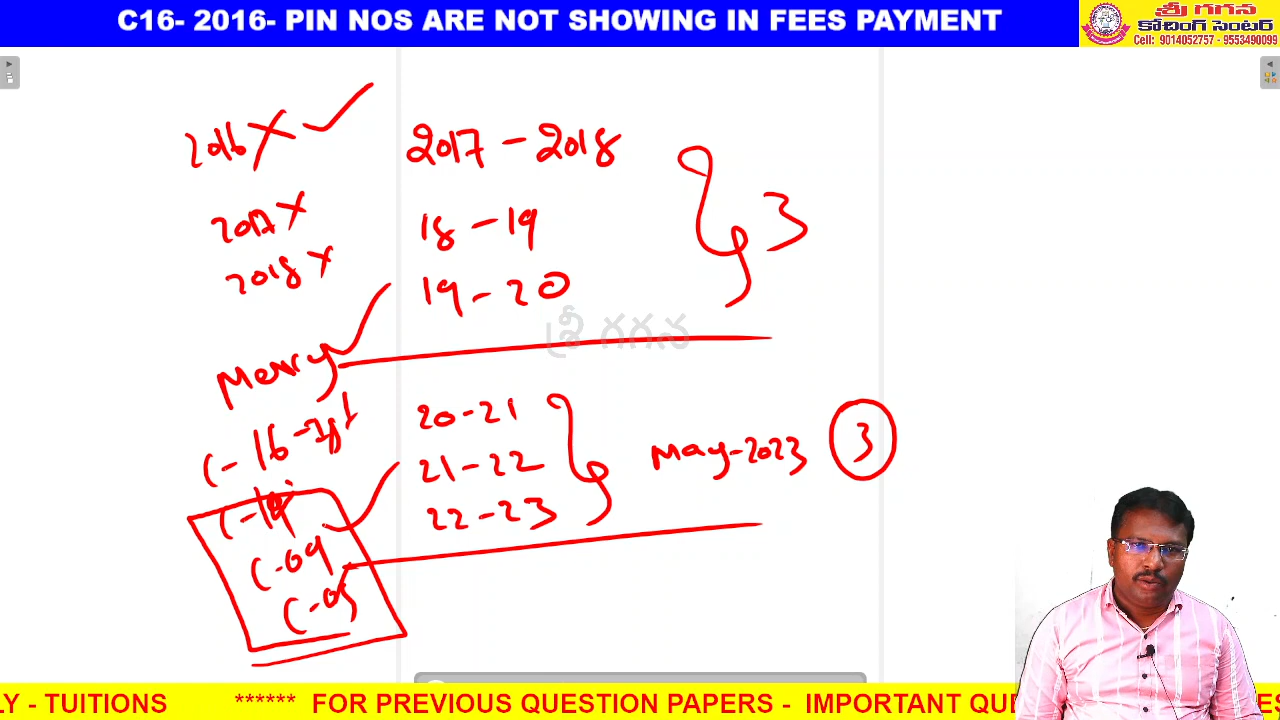 C16- 2016- PIN NOS ARE NOT SHOWING IN FEES PAYMENT
శ్రీ గగన
కోచింగ్ సెంటర్
Cell: 9014052757 - 9553490099
2016 X ✓
2017 - 2018
2017 X
18 - 19
3
2018 X
19 - 20
శ్రీ గగన
20 - 21
C-16
21 - 22
May-2023
3
22 - 23
C-09
C-05
LY - TUITIONS ****** FOR PREVIOUS QUESTION PAPERS - IMPORTANT QU ES